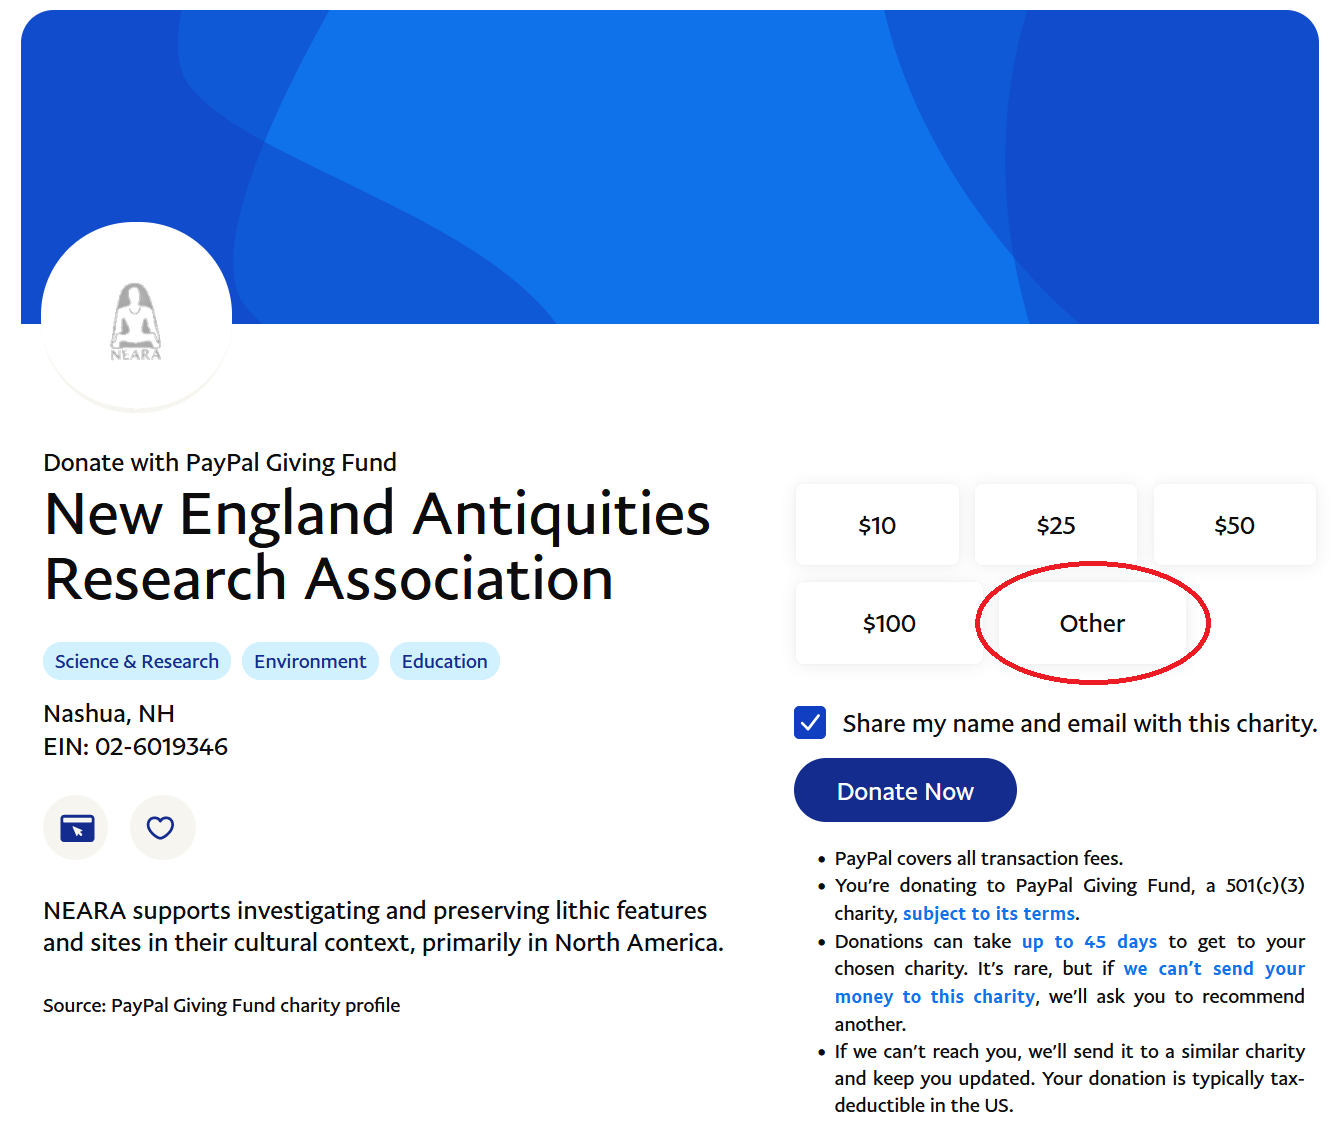 NEARA
Donate with PayPal Giving Fund
New England Antiquities
Research Association
Science & Research
Environment
Education
Nashua, NH
EIN: 02-6019346
NEARA supports investigating and preserving lithic features
and sites in their cultural context, primarily in North America.
Source: PayPal Giving Fund charity profile
$10
$25
$50
$100
Other
Share my name and email with this charity.
Donate Now
• PayPal covers all transaction fees.
• You're donating to PayPal Giving Fund, a 501(c)(3)
charity, subject to its terms.
• Donations can take up to 45 days to get to your
chosen charity. It's rare, but if we can't send your
money to this charity, we'll ask you to recommend
another.
• If we can't reach you, we'll send it to a similar charity
and keep you updated. Your donation is typically tax-
deductible in the US.